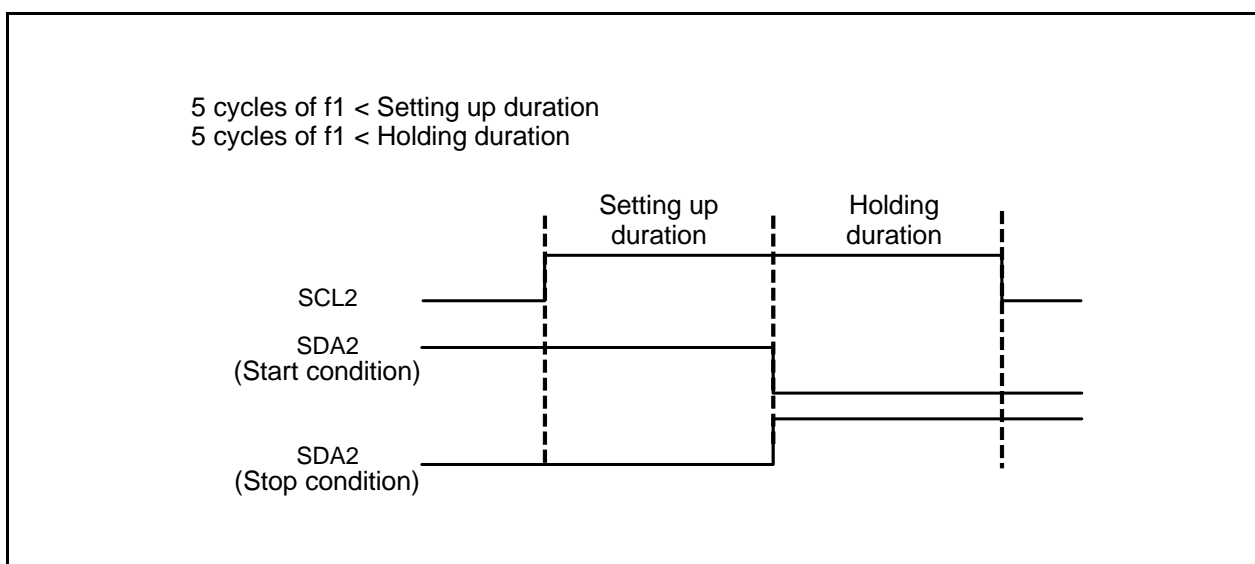 5 cycles of f1 < Setting up duration
5 cycles of f1 < Holding duration
Setting up
duration
Holding
duration
SCL2
SDA2
(Start condition)
SDA2
(Stop condition)